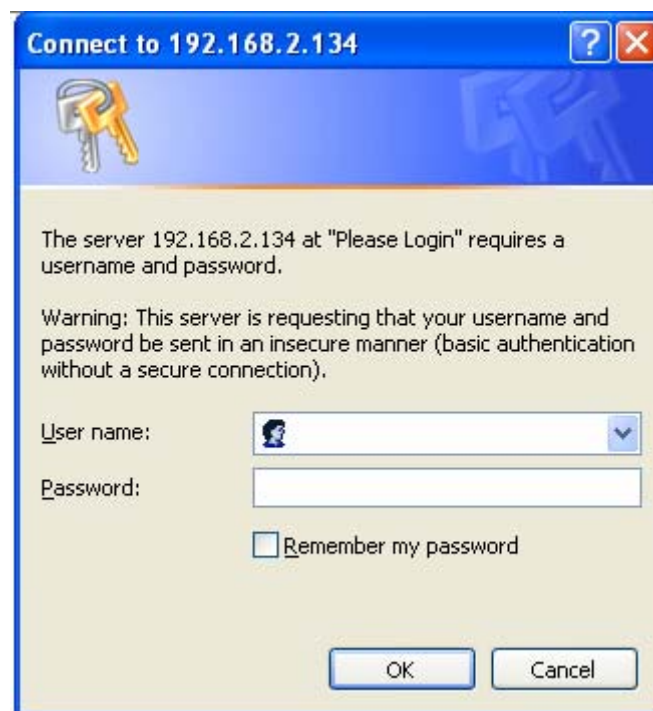 Connect to 192.168.2.134
?
The server 192.168.2.134 at "Please Login" requires a
username and password.
Warning: This server is requesting that your username and
password be sent in an insecure manner (basic authentication
without a secure connection).
User name:
Password:
Remember my password
OK
Cancel